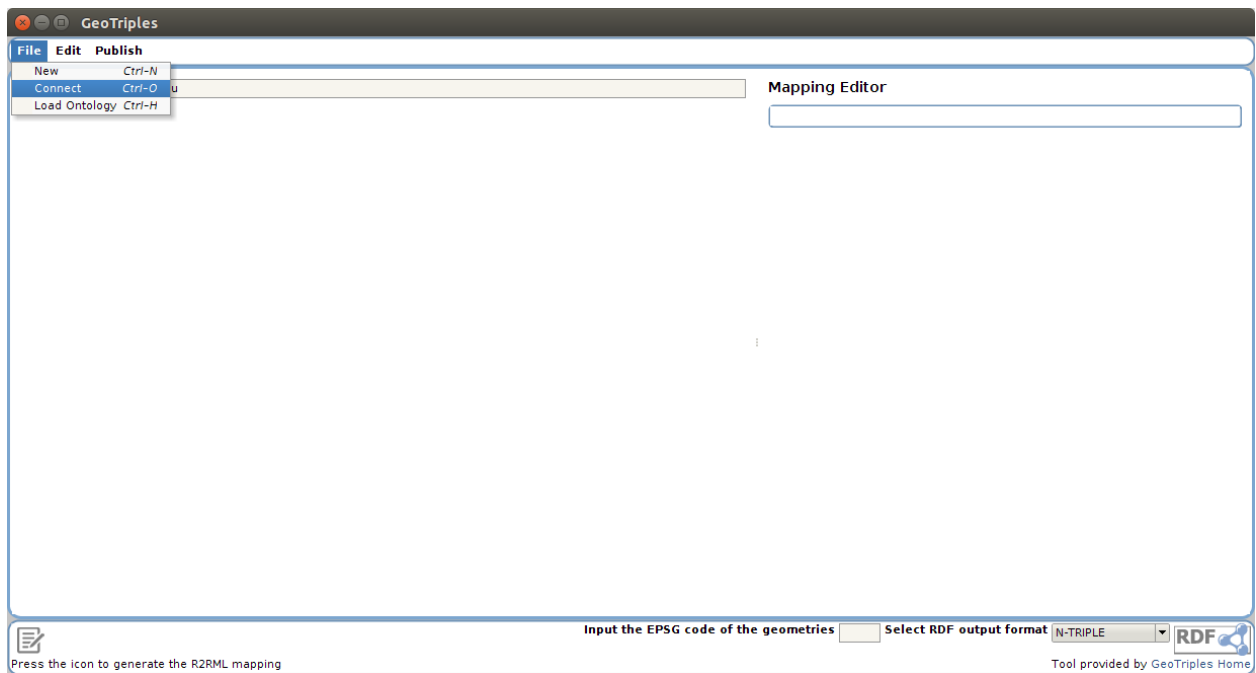 GeoTriples
File Edit Publish
New Ctrl-N
Connect Ctrl-O
Load Ontology Ctrl-H
u
Mapping Editor
Input the EPSG code of the geometries Select RDF output format N-TRIPLE RDF
Press the icon to generate the R2RML mapping
Tool provided by GeoTriples Home